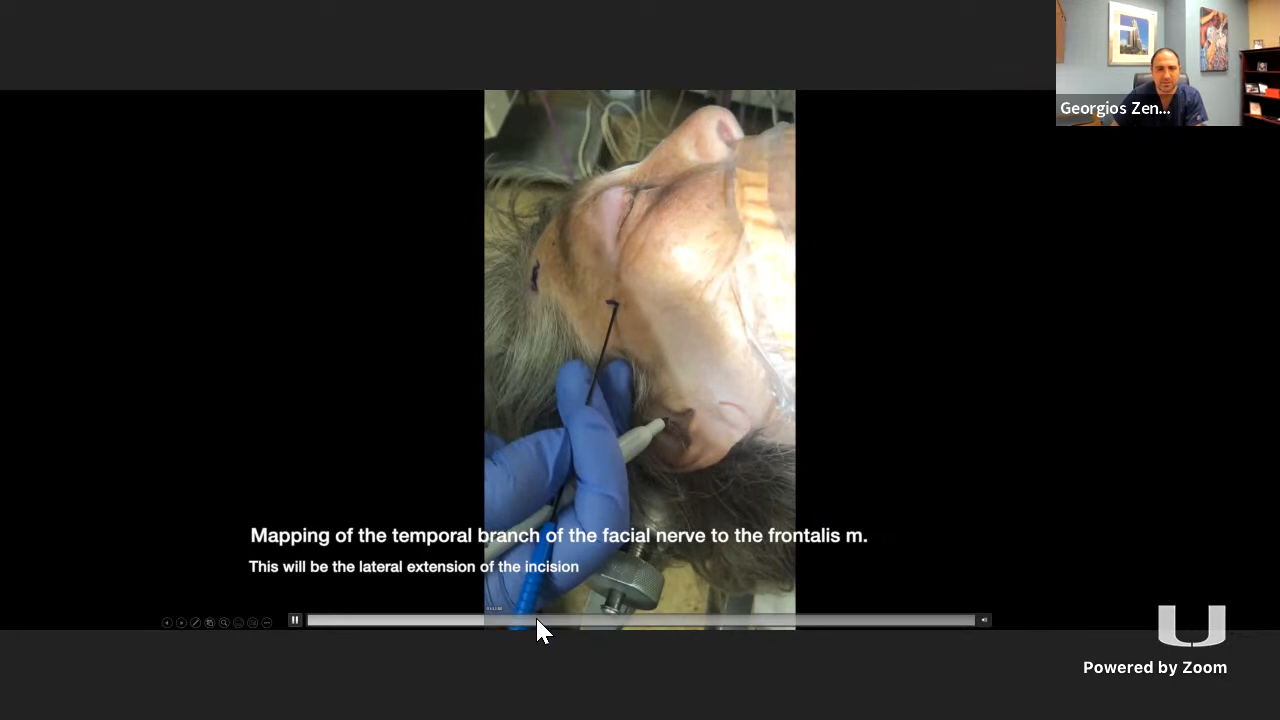 Georgios Zen...
Mapping of the temporal branch of the facial nerve to the frontalis m.
This will be the lateral extension of the incision
Powered by Zoom